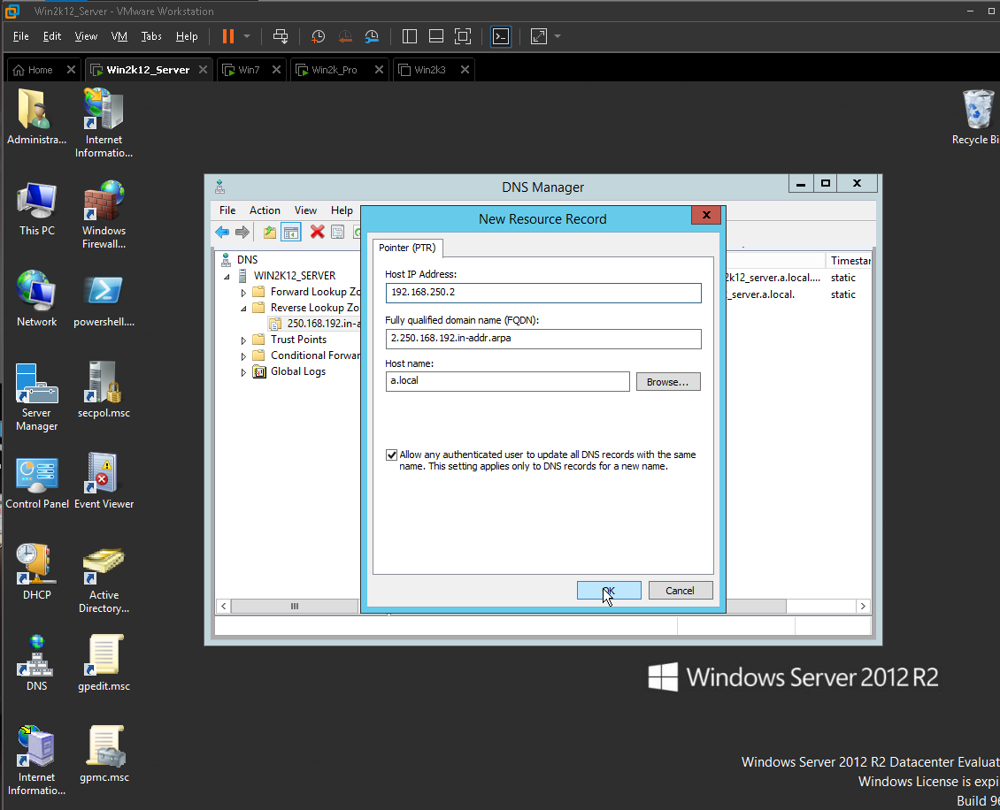 Win2k12_Server - VMware Workstation
File Edit View VM Tabs Help
Home Win2k12_Server Win7 Win2k_Pro Win2k3
Administra...
Internet
Informatio...
Recycle Bi
This PC
Windows
Firewall...
Network
powershell....
Server
Manager
secpol.msc
Control Panel
Event Viewer
DHCP
Active
Directory...
DNS
gpedit.msc
Internet
Informatio...
gpmc.msc
DNS Manager
File Action View Help
DNS
WIN2K12_SERVER
Forward Lookup Zo
Reverse Lookup Zo
250.168.192.in-a
Trust Points
Conditional Forwar
Global Logs
Timestar
2k12_server.a.local.... static
_server.a.local. static
New Resource Record
Pointer (PTR)
Host IP Address:
192.168.250.2
Fully qualified domain name (FQDN):
2.250.168.192.in-addr.arpa
Host name:
a.local
Browse...
Allow any authenticated user to update all DNS records with the same
name. This setting applies only to DNS records for a new name.
OK Cancel
Windows Server 2012 R2
Windows Server 2012 R2 Datacenter Evaluat
Windows License is expi
Build 96